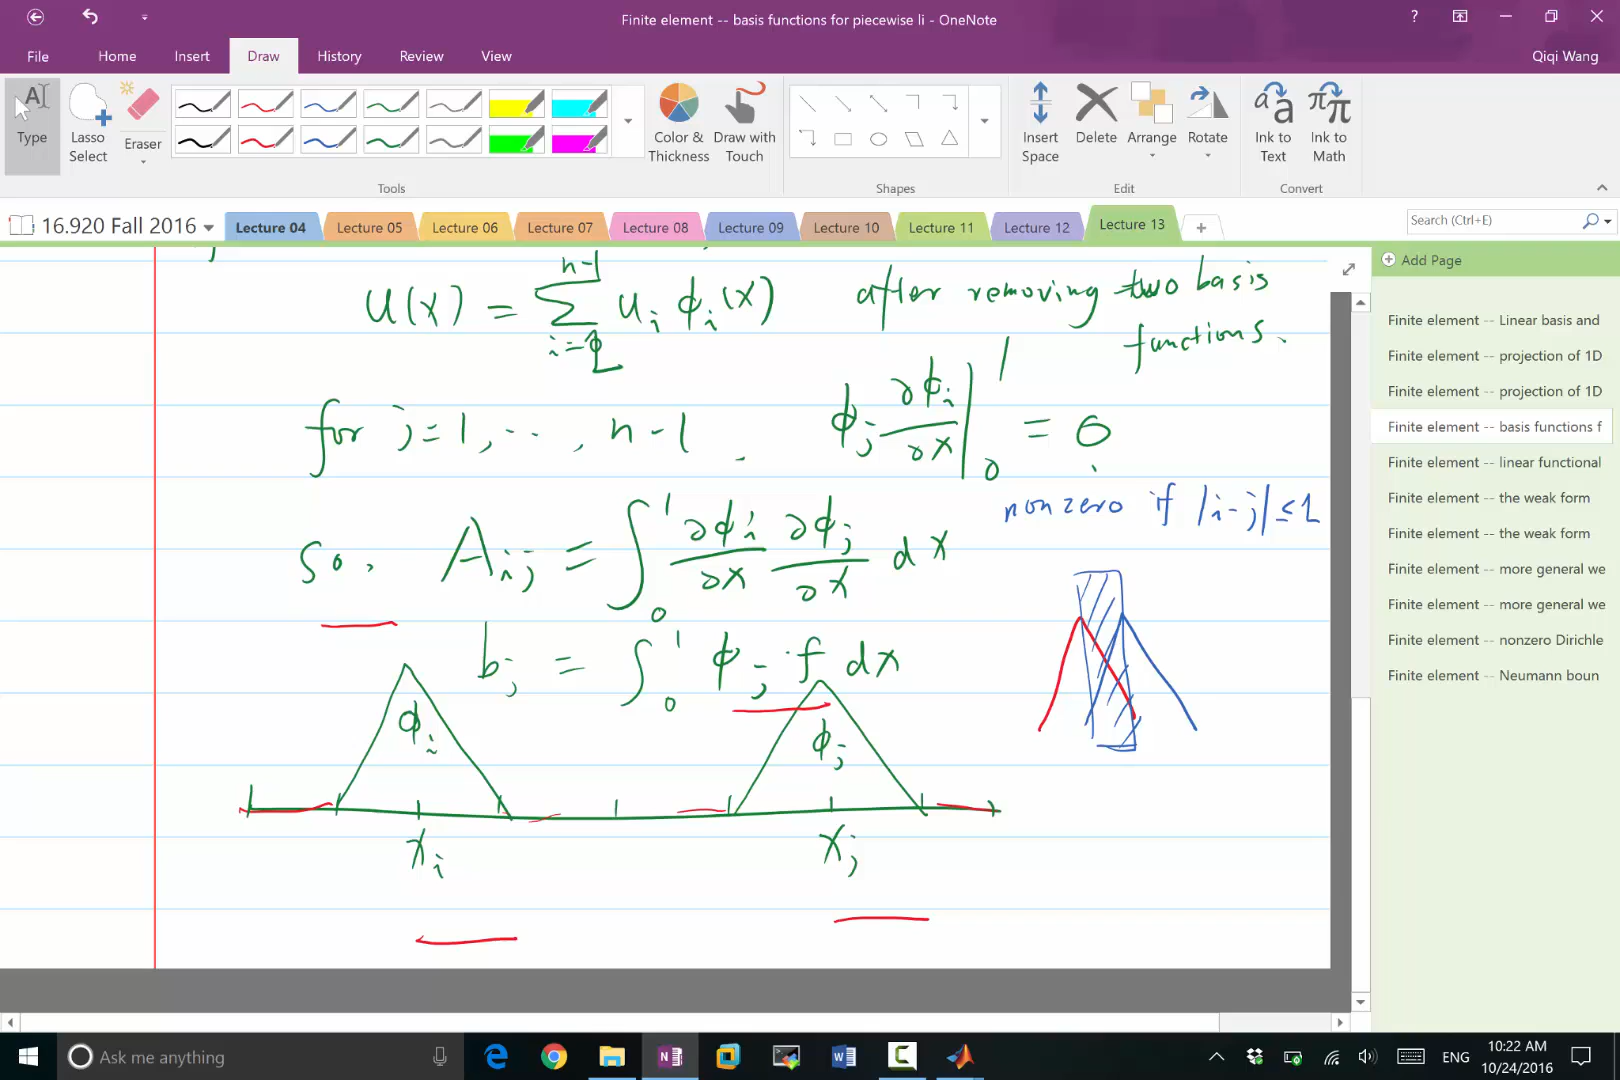 Finite element -- basis functions for piecewise li - OneNote
?
File Home Insert Draw History Review View
Qiqi Wang
Type
Lasso Select
Eraser
Color & Thickness
Draw with Touch
Insert Space
Delete
Arrange
Rotate
Ink to Text
Ink to Math
Tools
Shapes
Edit
Convert
16.920 Fall 2016
Lecture 04 Lecture 05 Lecture 06 Lecture 07 Lecture 08 Lecture 09 Lecture 10 Lecture 11 Lecture 12 Lecture 13 +
Search (Ctrl+E)
Add Page
Finite element -- Linear basis and
Finite element -- projection of 1D
Finite element -- projection of 1D
Finite element -- basis functions f
Finite element -- linear functional
Finite element -- the weak form
Finite element -- the weak form
Finite element -- more general we
Finite element -- more general we
Finite element -- nonzero Dirichle
Finite element -- Neumann boun
u(x) = ∑_{i=1}^{n-1} u_i ϕ_i(x) after removing two basis
functions.
for j=1, ..., n-1 . ϕ_j ∂ϕ_i/∂x |_0^1 = 0
nonzero if |i-j| ≤ 1
so, A_ij = ∫_0^1 ∂ϕ_i/∂x ∂ϕ_j/∂x dx
b_j = ∫_0^1 ϕ_j · f dx
ϕ_i ϕ_j
x_i x_j
Ask me anything
ENG
10:22 AM
10/24/2016